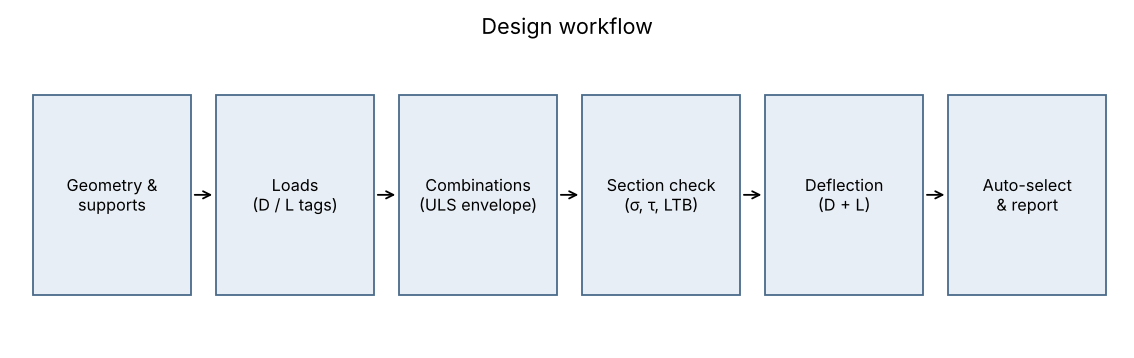 Design workflow
Geometry &
supports
Loads
(D / L tags)
Combinations
(ULS envelope)
Section check
(σ, τ, LTB)
Deflection
(D + L)
Auto-select
& report